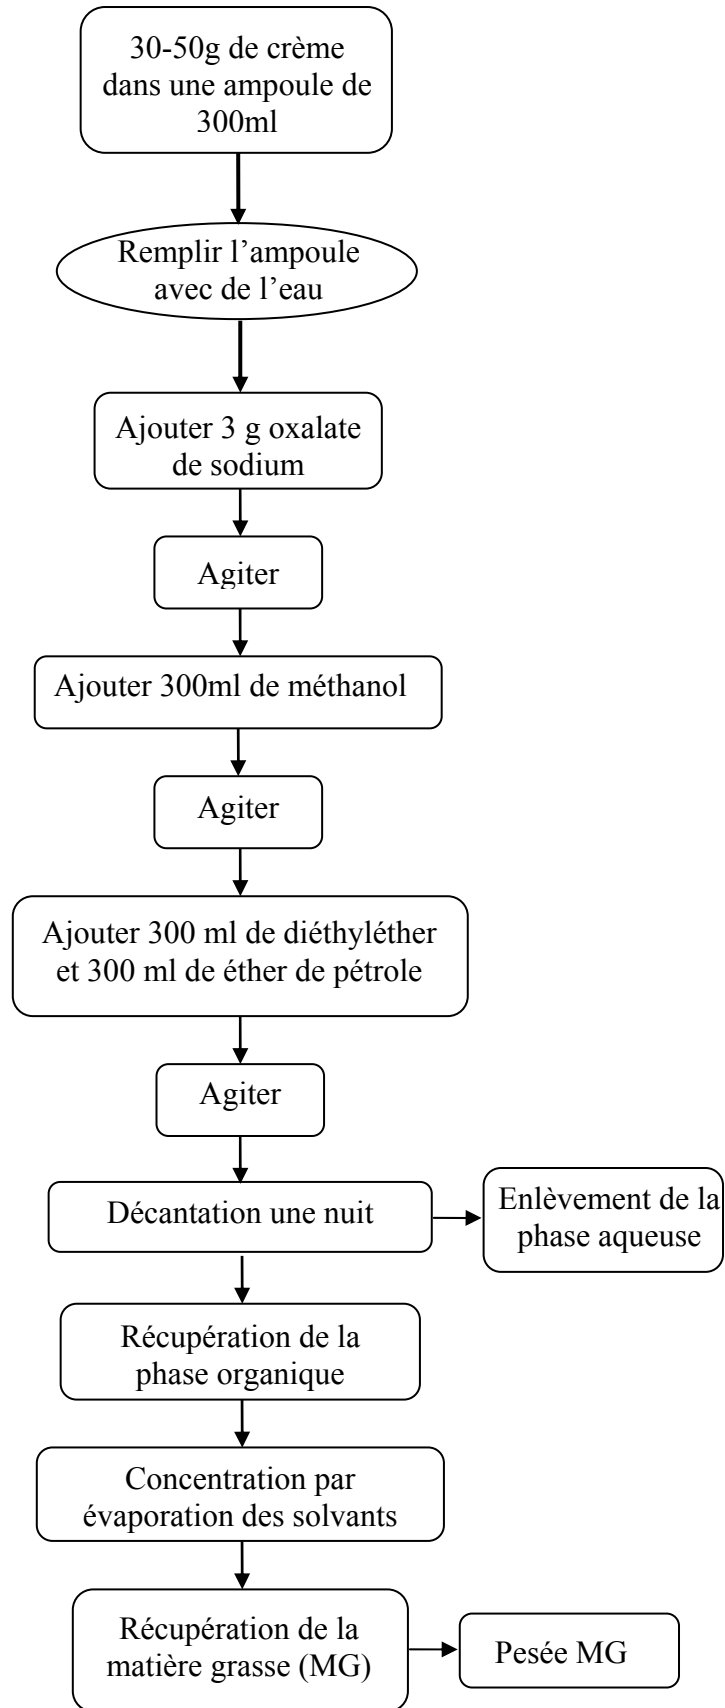 30-50g de crème
dans une ampoule de
300ml
Remplir l’ampoule
avec de l’eau
Ajouter 3 g oxalate
de sodium
Agiter
Ajouter 300ml de méthanol
Agiter
Ajouter 300 ml de diéthyléther
et 300 ml de éther de pétrole
Agiter
Décantation une nuit
Enlèvement de la
phase aqueuse
Récupération de la
phase organique
Concentration par
évaporation des solvants
Récupération de la
matière grasse (MG)
Pesée MG